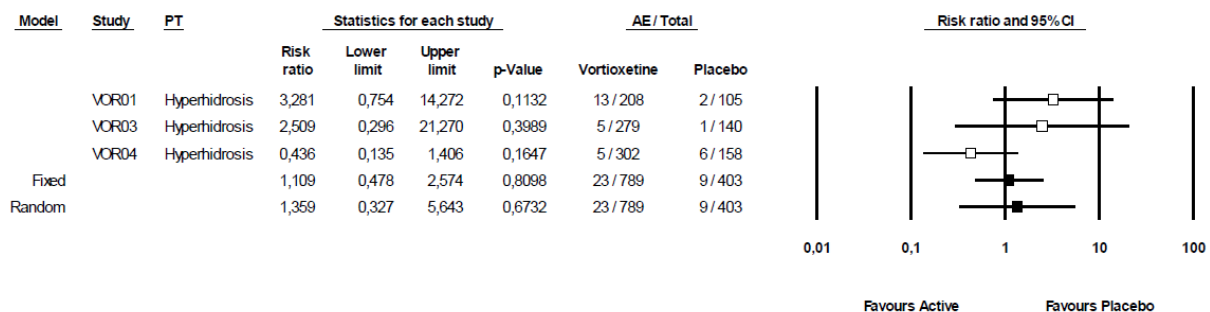 Model Study PT Statistics for each study AE / Total Risk ratio and 95% CI
Risk ratio Lower limit Upper limit p-Value Vortioxetine Placebo
VOR01 Hyperhidrosis 3,281 0,754 14,272 0,1132 13 / 208 2 / 105
VOR03 Hyperhidrosis 2,509 0,296 21,270 0,3989 5 / 279 1 / 140
VOR04 Hyperhidrosis 0,436 0,135 1,406 0,1647 5 / 302 6 / 158
Fixed 1,109 0,478 2,574 0,8098 23 / 789 9 / 403
Random 1,359 0,327 5,643 0,6732 23 / 789 9 / 403
0,01 0,1 1 10 100
Favours Active Favours Placebo